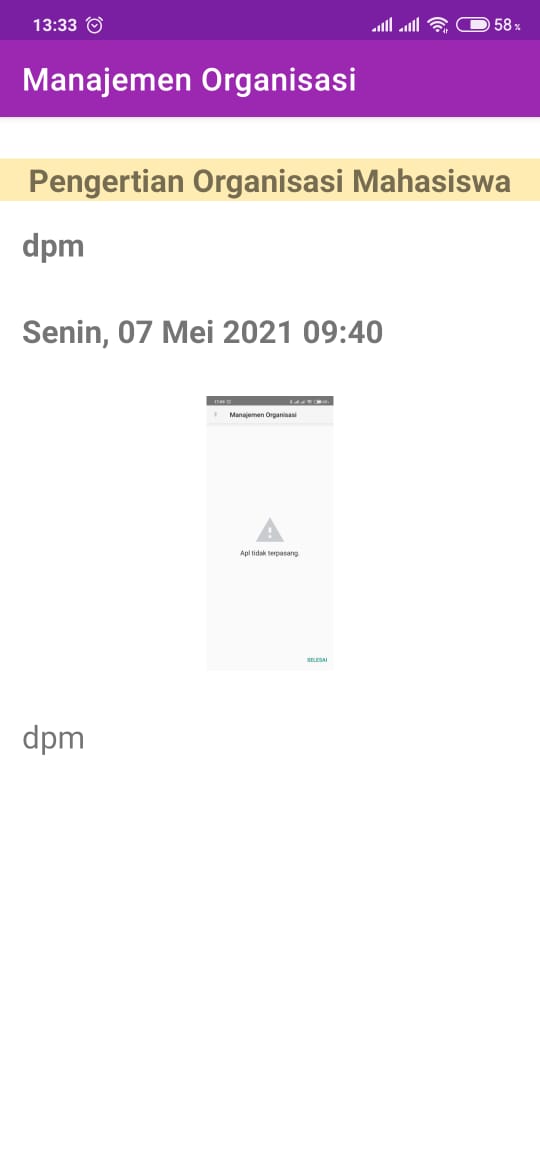 13:33
58%
Manajemen Organisasi
Pengertian Organisasi Mahasiswa
dpm
Senin, 07 Mei 2021 09:40
Manajemen Organisasi
Apl tidak terpasang.
SELESAI
dpm